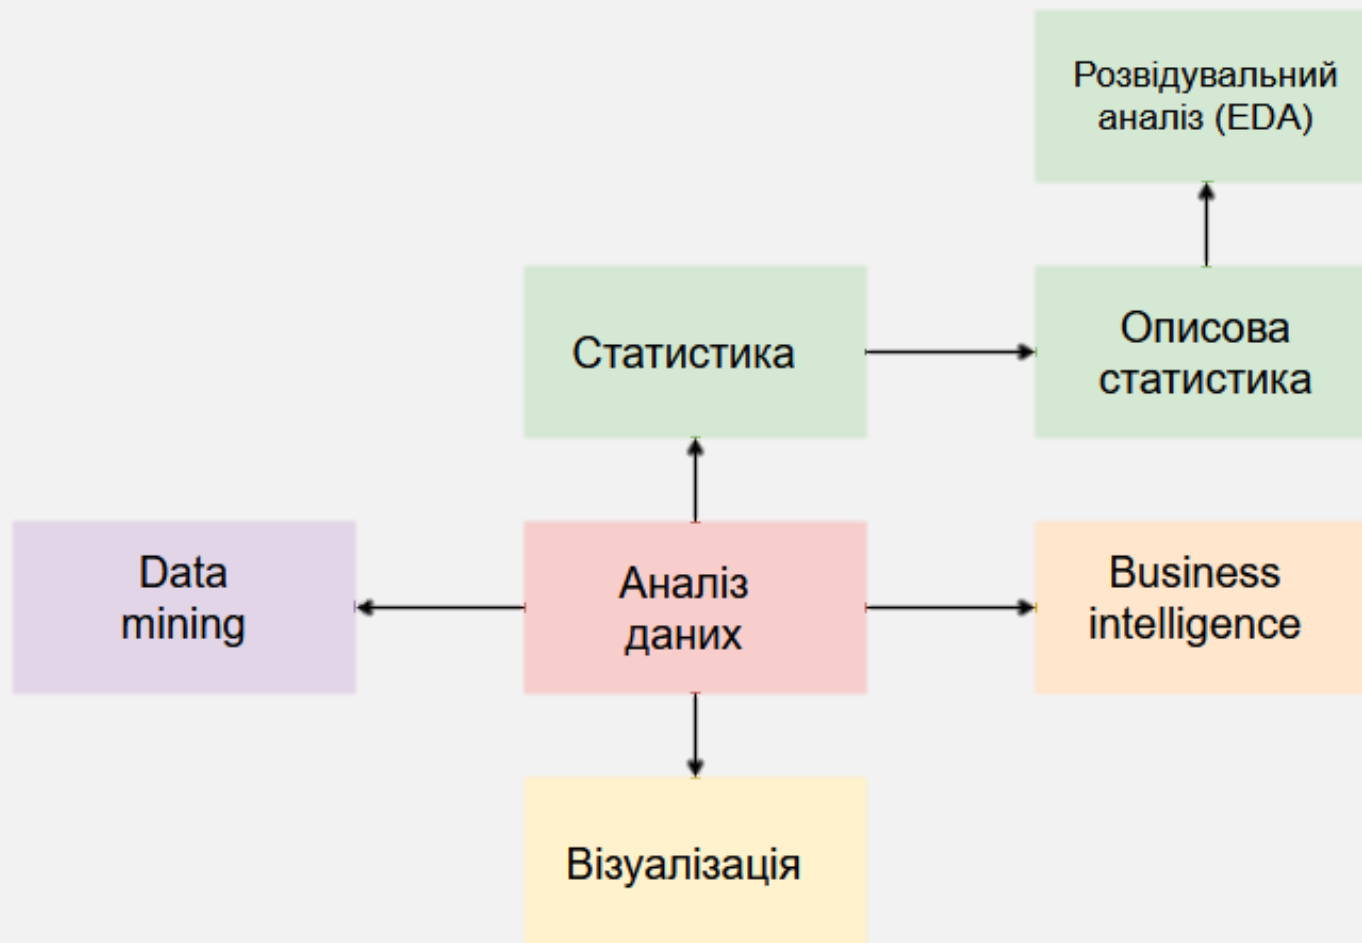 Розвідувальний
аналіз (EDA)
Статистика
Описова
статистика
Data
mining
Аналіз
даних
Business
intelligence
Візуалізація